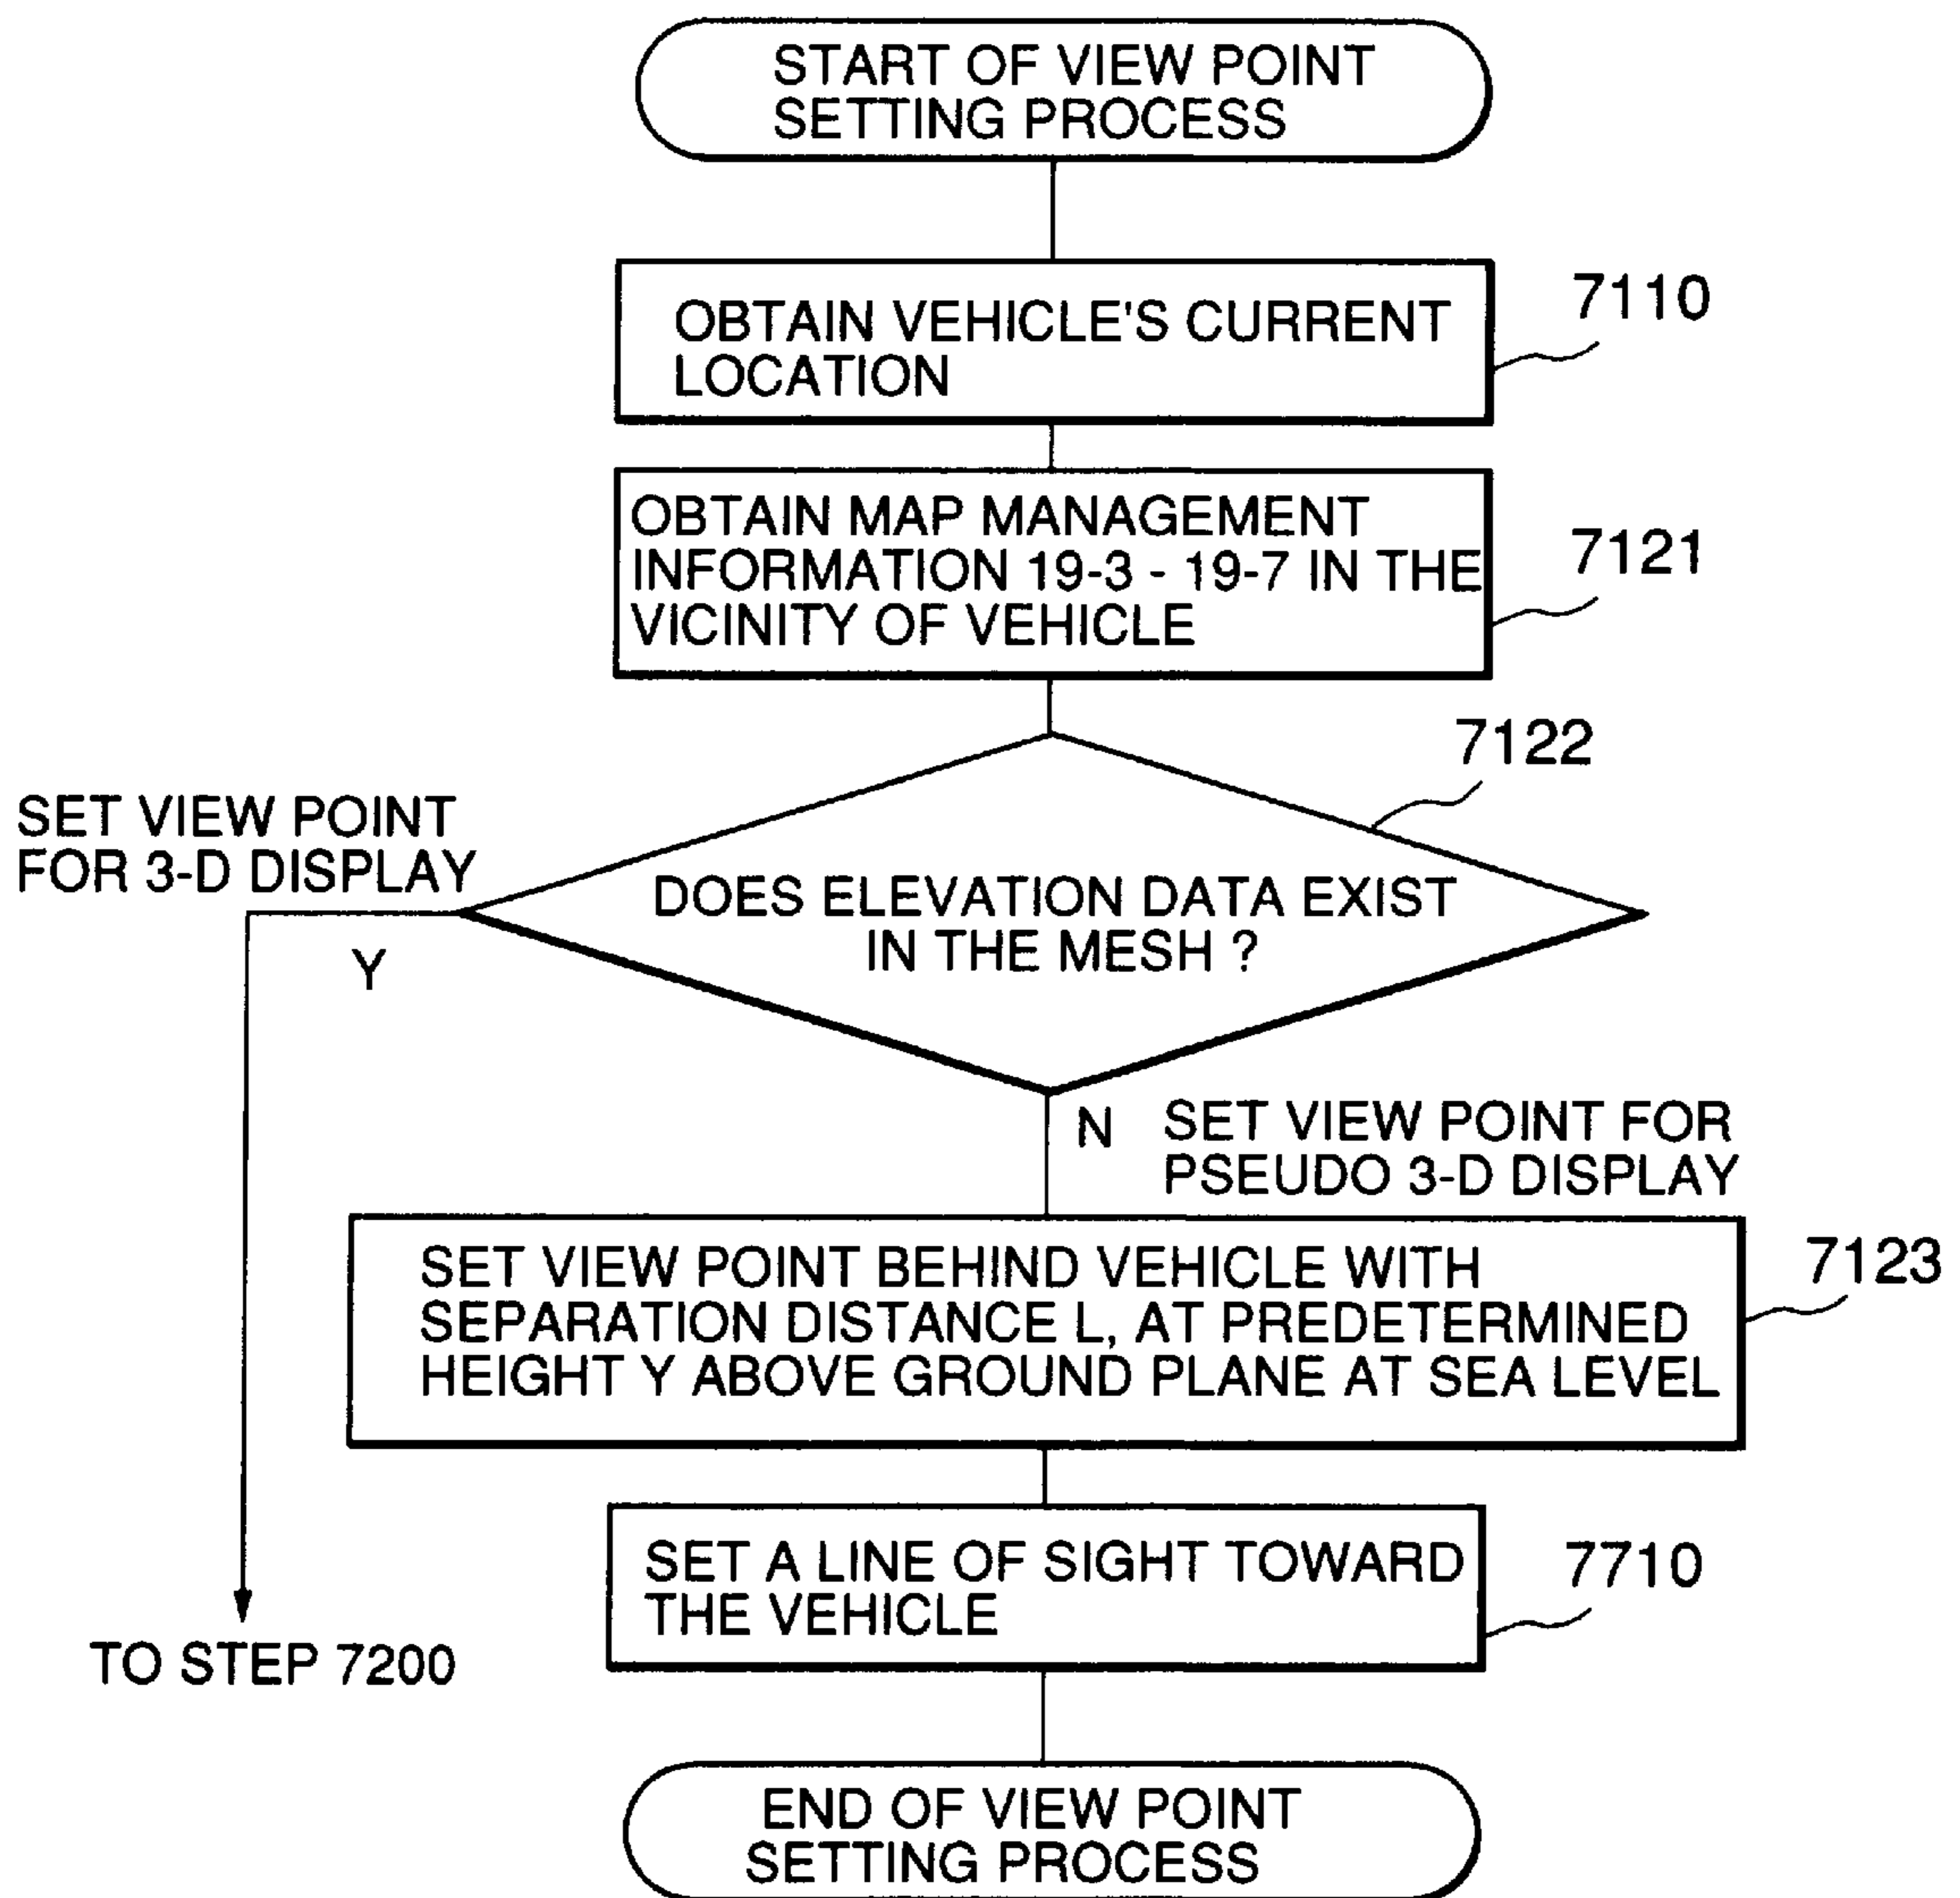 START OF VIEW POINT
SETTING PROCESS
OBTAIN VEHICLE'S CURRENT
LOCATION
7110
OBTAIN MAP MANAGEMENT
INFORMATION 19-3 - 19-7 IN THE
VICINITY OF VEHICLE
7121
7122
SET VIEW POINT
FOR 3-D DISPLAY
DOES ELEVATION DATA EXIST
IN THE MESH ?
Y
N
SET VIEW POINT FOR
PSEUDO 3-D DISPLAY
SET VIEW POINT BEHIND VEHICLE WITH
SEPARATION DISTANCE L, AT PREDETERMINED
HEIGHT Y ABOVE GROUND PLANE AT SEA LEVEL
7123
SET A LINE OF SIGHT TOWARD
THE VEHICLE
7710
TO STEP 7200
END OF VIEW POINT
SETTING PROCESS